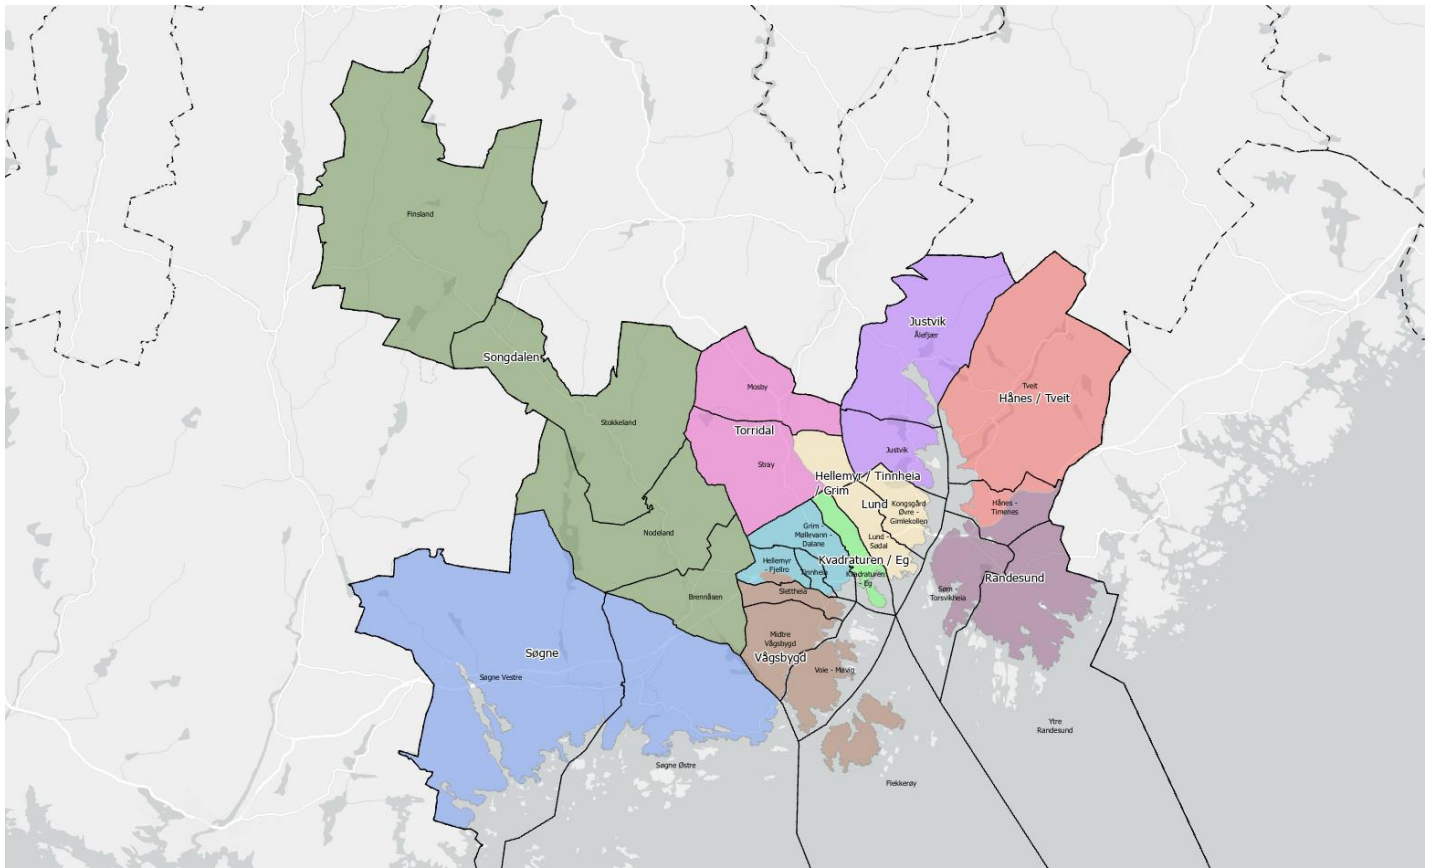 Finsland
Justvik
Ålefjær
Songdalen
Mosby
Tveit
Hånes / Tveit
Stokkeland
Torridal
Justvik
Stray
Hellemyr / Tinnheia
/ Grim
Lund
Kongsgård
Øvre -
Gimlekollen
Hånes -
Timenes
Grim -
Møllevann -
Dalane
Nodeland
Lund -
Sødal
Kvadraturen / Eg
Hellemyr
- Fjellro
Tinnheia
Kvadraturen
- Eg
Randesund
Slettheia
Søm -
Torsvikheia
Brennåsen
Midtre
Vågsbygd
Søgne
Vågsbygd
Voie - Møvig
Søgne Vestre
Ytre
Randesund
Søgne Østre
Flekkerøy